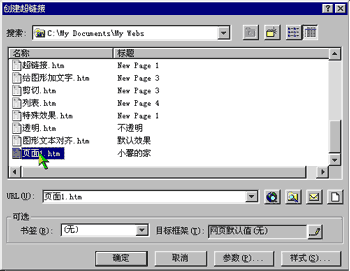 创建超链接
搜索: C:\My Documents\My Webs
名称 标题
超链接.htm New Page 1
给图形加文字.htm New Page 3
剪切.htm New Page 3
列表.htm New Page 4
特殊效果.htm New Page 1
透明.htm 不透明
图形文本对齐.htm 默认效果
页面1.htm 小馨的家
URL(U): 页面1.htm
可选
书签(B): (无) 目标框架(T): 网页默认值(无)
确定 取消 参数(P)... 样式(S)...